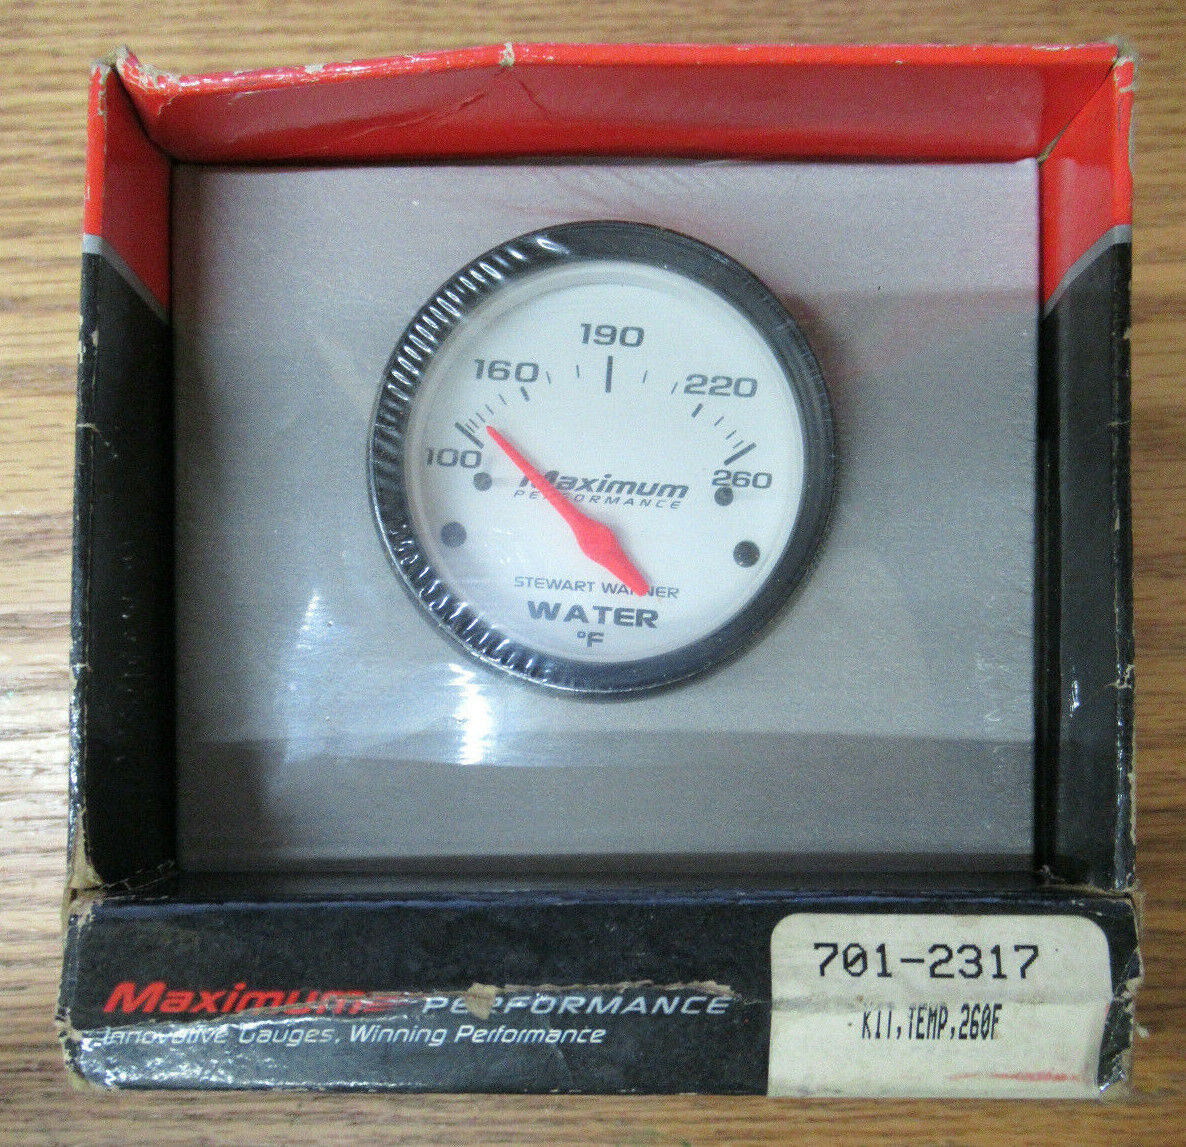 190
160
220
100
260
Maximum
PERFORMANCE
STEWART WARNER
WATER
°F
Maximum PERFORMANCE
Innovative Gauges, Winning Performance
701-2317
KIT,TEMP,260F